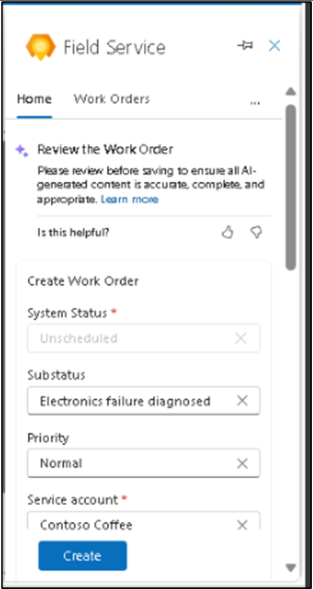 Field Service
Home Work Orders ...
Review the Work Order
Please review before saving to ensure all AI-
generated content is accurate, complete, and
appropriate. Learn more
Is this helpful?
Create Work Order
System Status *
Unscheduled
Substatus
Electronics failure diagnosed
Priority
Normal
Service account *
Contoso Coffee
Create